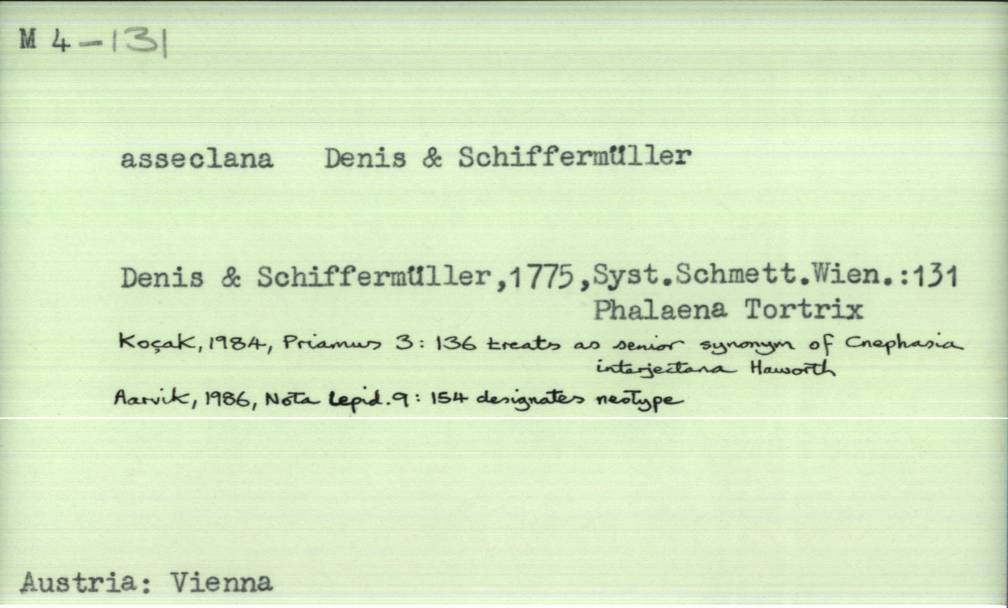 M 4-131
asseclana Denis & Schiffermüller
Denis & Schiffermüller,1775,Syst.Schmett.Wien.:131
Phalaena Tortrix
Koçak, 1984, Priamus 3: 136 treats as senior synonym of Cnephasia
interjectana Haworth
Aarvik, 1986, Nota lepid. 9: 154 designates neotype
Austria: Vienna